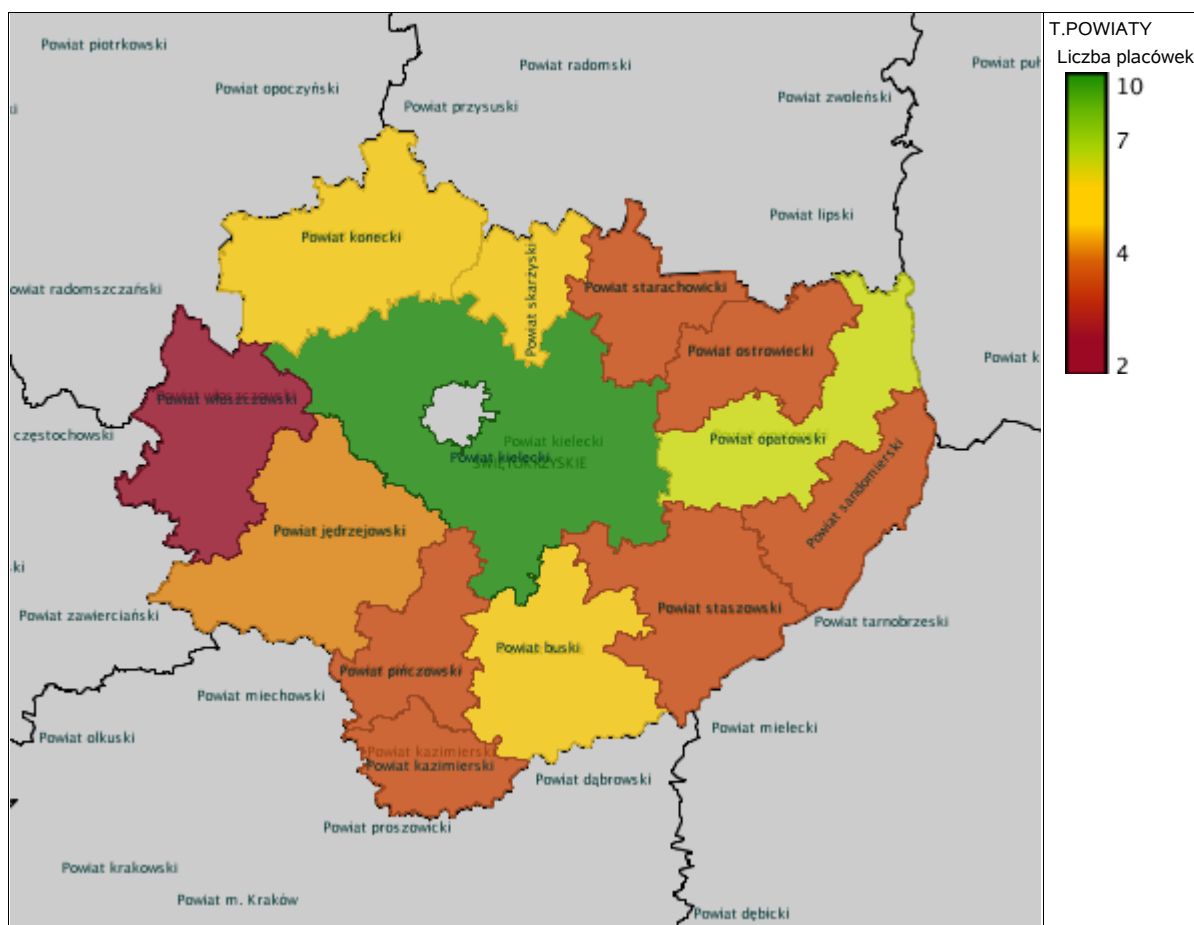 T.POWIATY
Liczba placówek
10
7
4
2
Powiat piotrkowski
Powiat radomski
Powiat opoczyński
Powiat przysuski
Powiat zwoleński
Powiat lipski
Powiat konecki
Powiat skarżyski
Powiat starachowicki
owiat radomszczański
Powiat ostrowiecki
Powiat włoszczowski
Powiat włoszczowski
częstochowski
Powiat opatowski
Powiat kielecki
Powiat kielecki
ŚWIĘTOKRZYSKIE
Powiat sandomierski
Powiat jędrzejowski
Powiat zawierciański
Powiat staszowski
Powiat tarnobrzeski
Powiat buski
Powiat pińczowski
Powiat miechowski
Powiat mielecki
Powiat olkuski
Powiat kazimierski
Powiat kazimierski
Powiat dąbrowski
Powiat proszowicki
Powiat krakowski
Powiat m. Kraków
Powiat dębicki